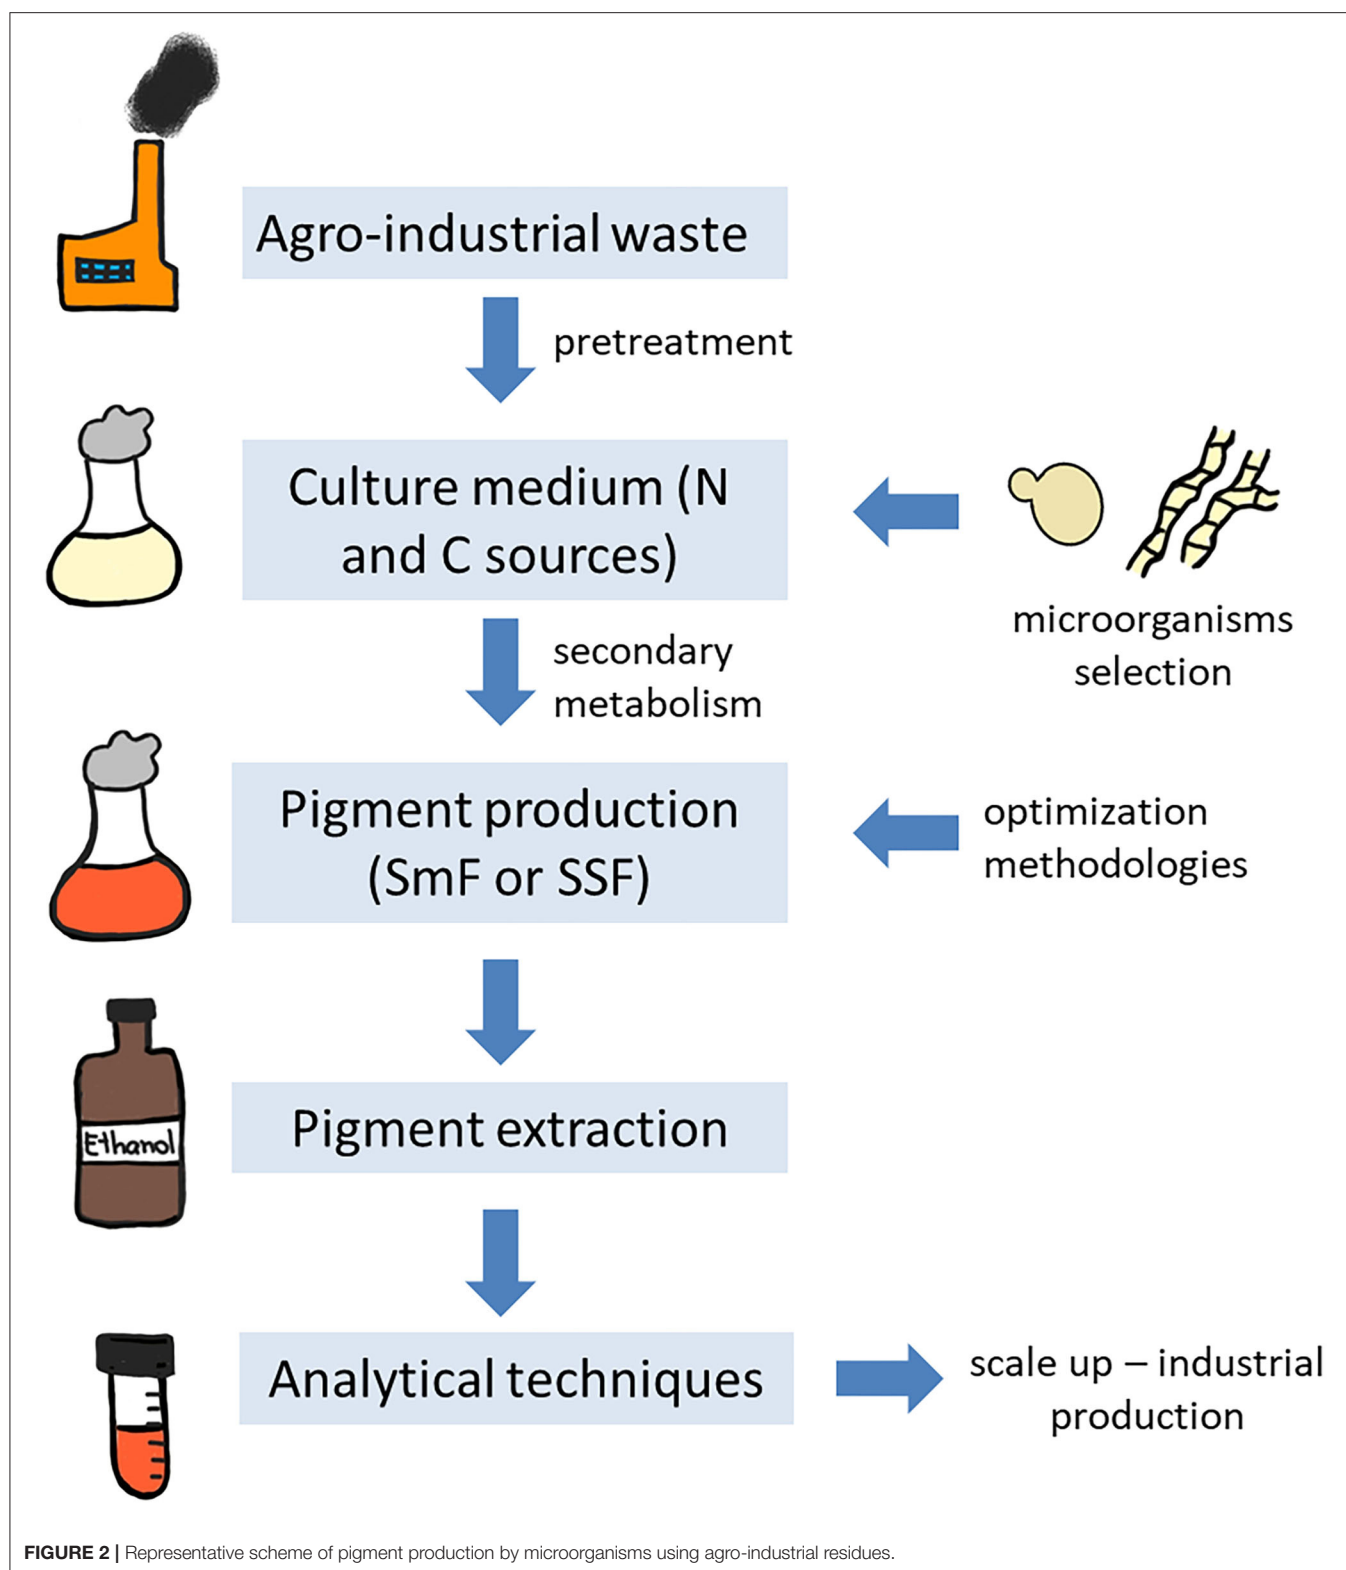 Agro-industrial waste
pretreatment
Culture medium (N
and C sources)
microorganisms
selection
secondary
metabolism
Pigment production
(SmF or SSF)
optimization
methodologies
Pigment extraction
Ethanol
Analytical techniques
scale up – industrial
production
FIGURE 2 | Representative scheme of pigment production by microorganisms using agro-industrial residues.